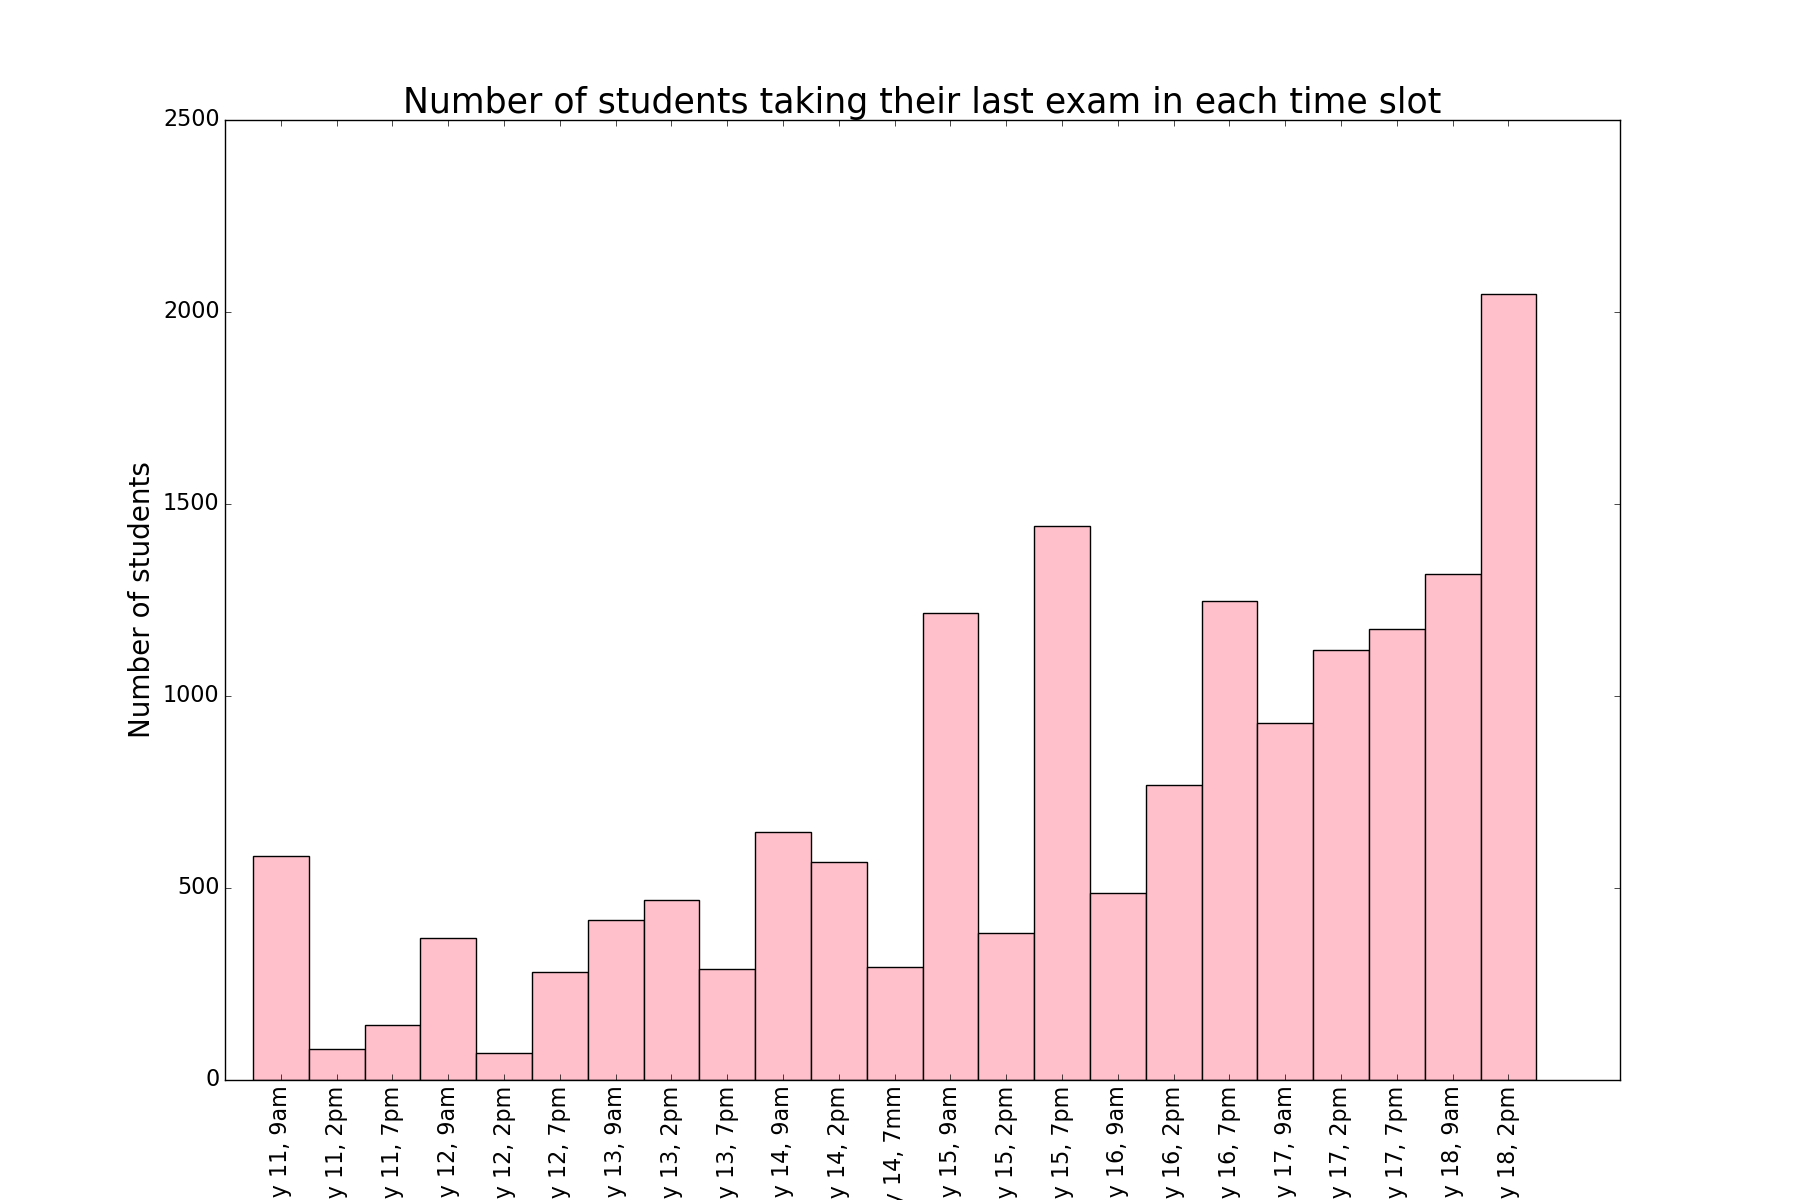 Number of students taking their last exam in each time slot
Number of students
2500
2000
1500
1000
500
0
y 11, 9am
y 11, 2pm
y 11, 7pm
y 12, 9am
y 12, 2pm
y 12, 7pm
y 13, 9am
y 13, 2pm
y 13, 7pm
y 14, 9am
y 14, 2pm
y 14, 7mm
y 15, 9am
y 15, 2pm
y 15, 7pm
y 16, 9am
y 16, 2pm
y 16, 7pm
y 17, 9am
y 17, 2pm
y 17, 7pm
y 18, 9am
y 18, 2pm